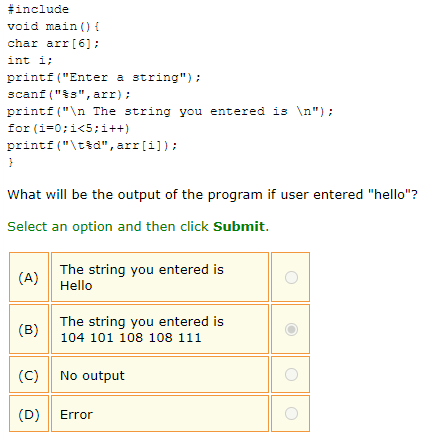 #include
void main(){
char arr[6];
int i;
printf("Enter a string");
scanf("%s",arr);
printf("\n The string you entered is \n");
for(i=0;i<5;i++)
printf("\t%d",arr[i]);
}
What will be the output of the program if user entered "hello"?
Select an option and then click Submit.
(A) The string you entered is
Hello
(B) The string you entered is
104 101 108 108 111
(C) No output
(D) Error